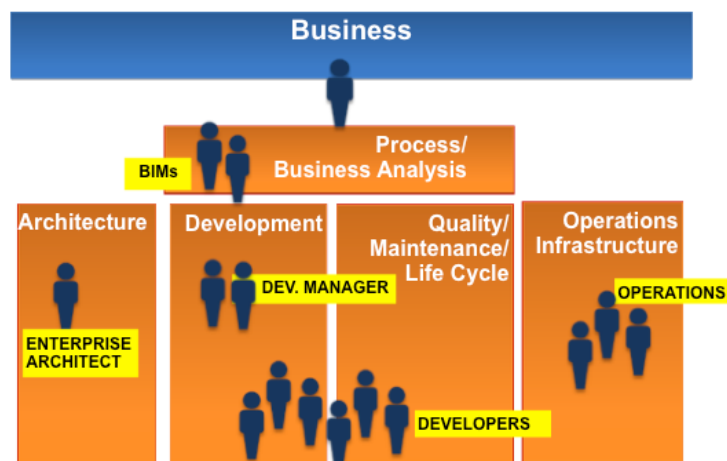 Business
Process/
Business Analysis
BIMs
Architecture
Development
Quality/
Maintenance/
Life Cycle
Operations
Infrastructure
DEV. MANAGER
OPERATIONS
ENTERPRISE
ARCHITECT
DEVELOPERS